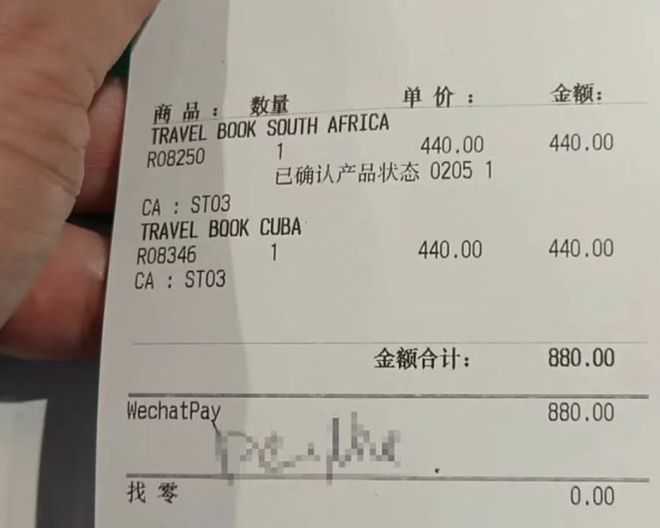 商 品： 数量 单 价 ： 金额：
TRAVEL BOOK SOUTH AFRICA
R08250 1 440.00 440.00
已确认产品状态 0205 1
CA : ST03
TRAVEL BOOK CUBA
R08346 1 440.00 440.00
CA : ST03
金额合计： 880.00
WechatPay 880.00
找 零 0.00